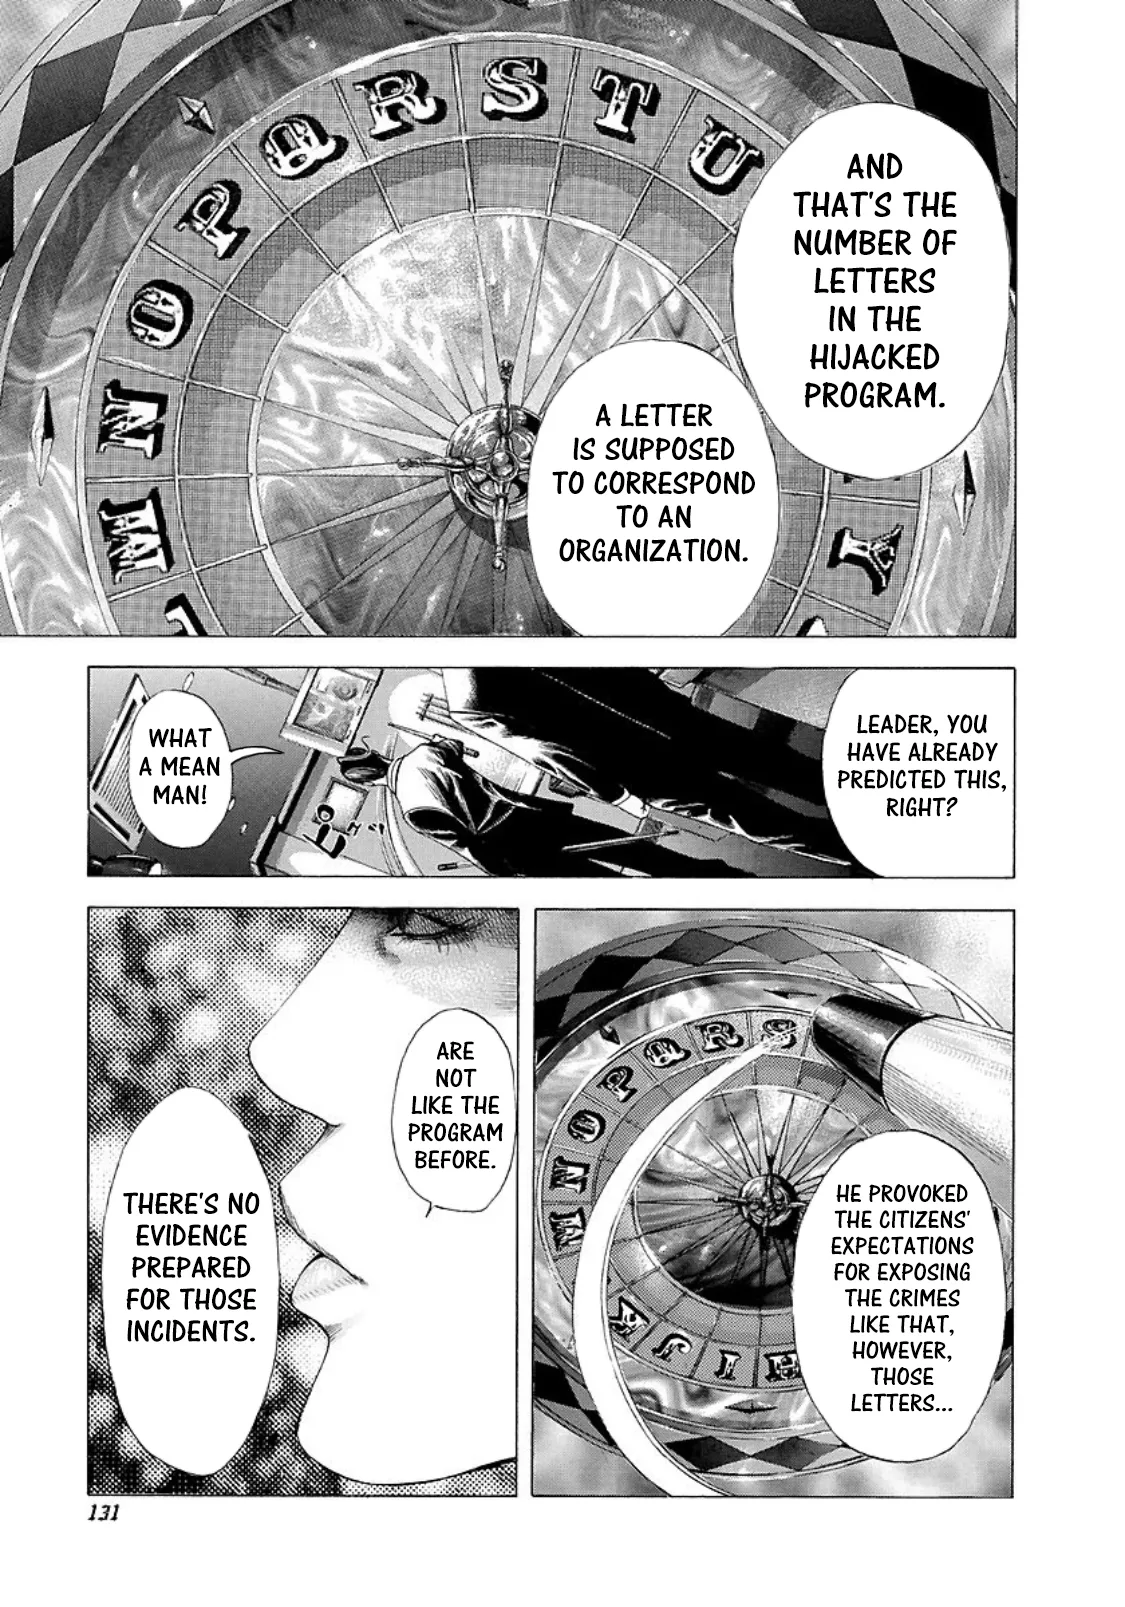 AND
THAT'S THE
NUMBER OF
LETTERS
IN THE
HIJACKED
PROGRAM.
A LETTER
IS SUPPOSED
TO CORRESPOND
TO AN
ORGANIZATION.
M N O P Q R S T U
Y
LEADER, YOU
HAVE ALREADY
PREDICTED THIS,
RIGHT?
WHAT
A MEAN
MAN!
M N O P Q R S
H I J K
HE PROVOKED
THE CITIZENS'
EXPECTATIONS
FOR EXPOSING
THE CRIMES
LIKE THAT,
HOWEVER,
THOSE
LETTERS...
ARE
NOT
LIKE THE
PROGRAM
BEFORE.
THERE'S NO
EVIDENCE
PREPARED
FOR THOSE
INCIDENTS.
131